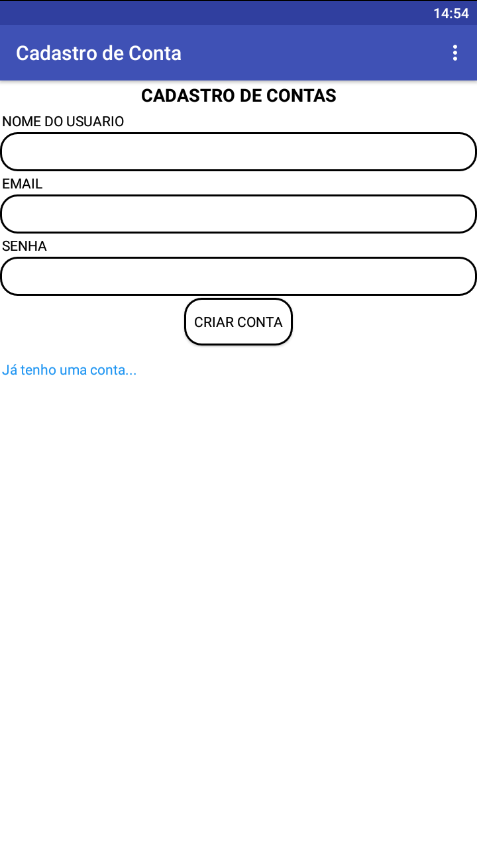 14:54
Cadastro de Conta
CADASTRO DE CONTAS
NOME DO USUARIO
EMAIL
SENHA
CRIAR CONTA
Já tenho uma conta...